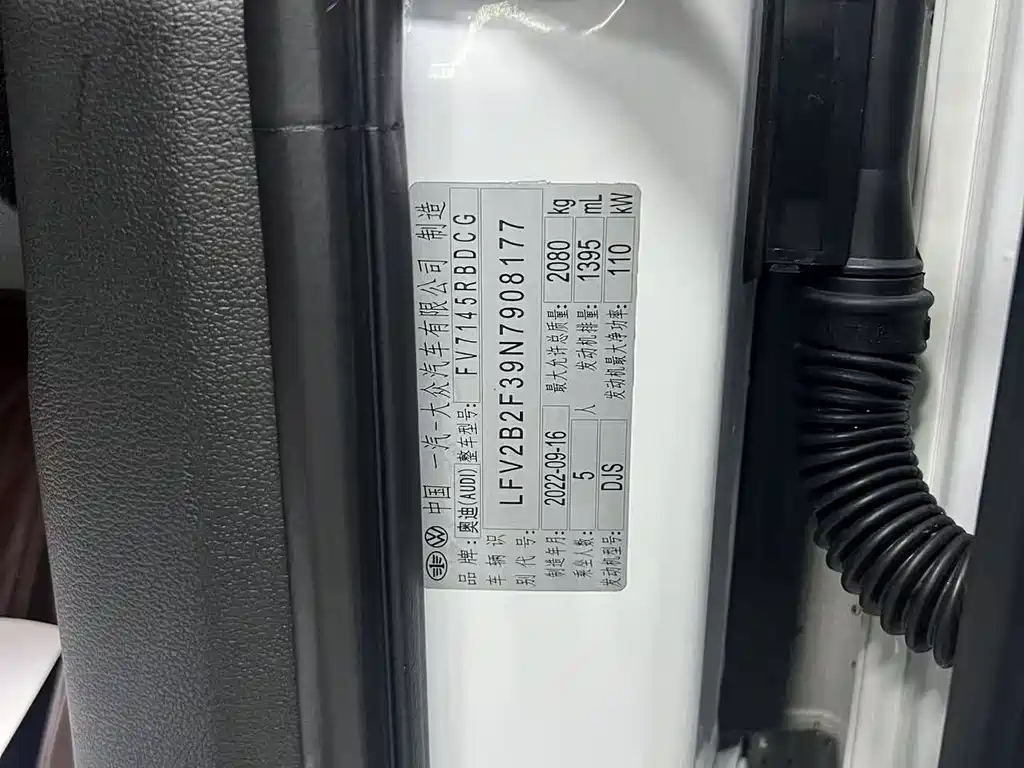 中国 一汽-大众汽车有限公司 制造
品牌: 奥迪(AUDI) 整车型号: FV7145RBDCG
车辆识别代号: LFV2B2F39N7908177
制造年月: 2022-09-16 最大允许总质量: 2080 kg
乘坐人数: 5 人 发动机排量: 1395 mL
发动机型号: DJS 发动机最大净功率: 110 kW